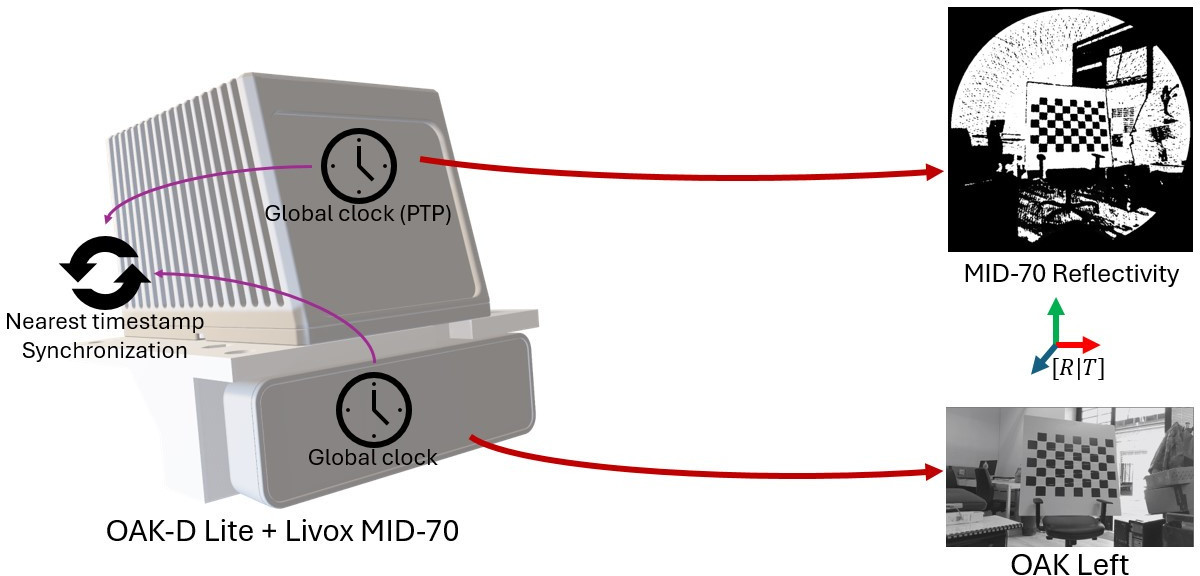 Global clock (PTP)
MID-70 Reflectivity
Nearest timestamp
Synchronization
[R|T]
Global clock
OAK-D Lite + Livox MID-70
OAK Left